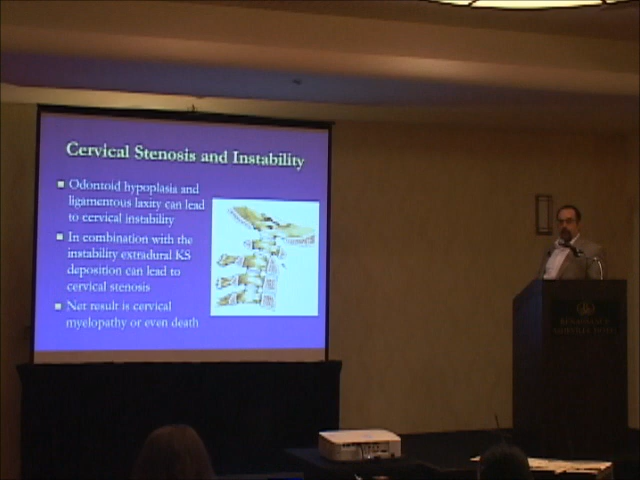 Cervical Stenosis and Instability
Odontoid hypoplasia and
ligamentous laxity can lead
to cervical instability
In combination with the
instability extradural KS
deposition can lead to
cervical stenosis
Net result is cervical
myelopathy or even death